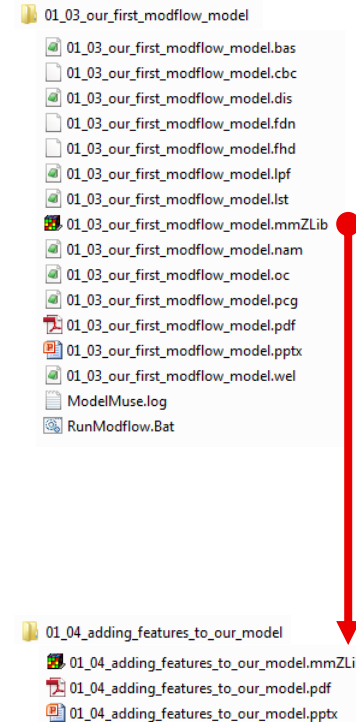 01_03_our_first_modflow_model
01_03_our_first_modflow_model.bas
01_03_our_first_modflow_model.cbc
01_03_our_first_modflow_model.dis
01_03_our_first_modflow_model.fdn
01_03_our_first_modflow_model.fhd
01_03_our_first_modflow_model.lpf
01_03_our_first_modflow_model.lst
01_03_our_first_modflow_model.mmZLib
01_03_our_first_modflow_model.nam
01_03_our_first_modflow_model.oc
01_03_our_first_modflow_model.pcg
01_03_our_first_modflow_model.pdf
01_03_our_first_modflow_model.pptx
01_03_our_first_modflow_model.wel
ModelMuse.log
RunModflow.Bat
01_04_adding_features_to_our_model
01_04_adding_features_to_our_model.mmZLi
01_04_adding_features_to_our_model.pdf
01_04_adding_features_to_our_model.pptx